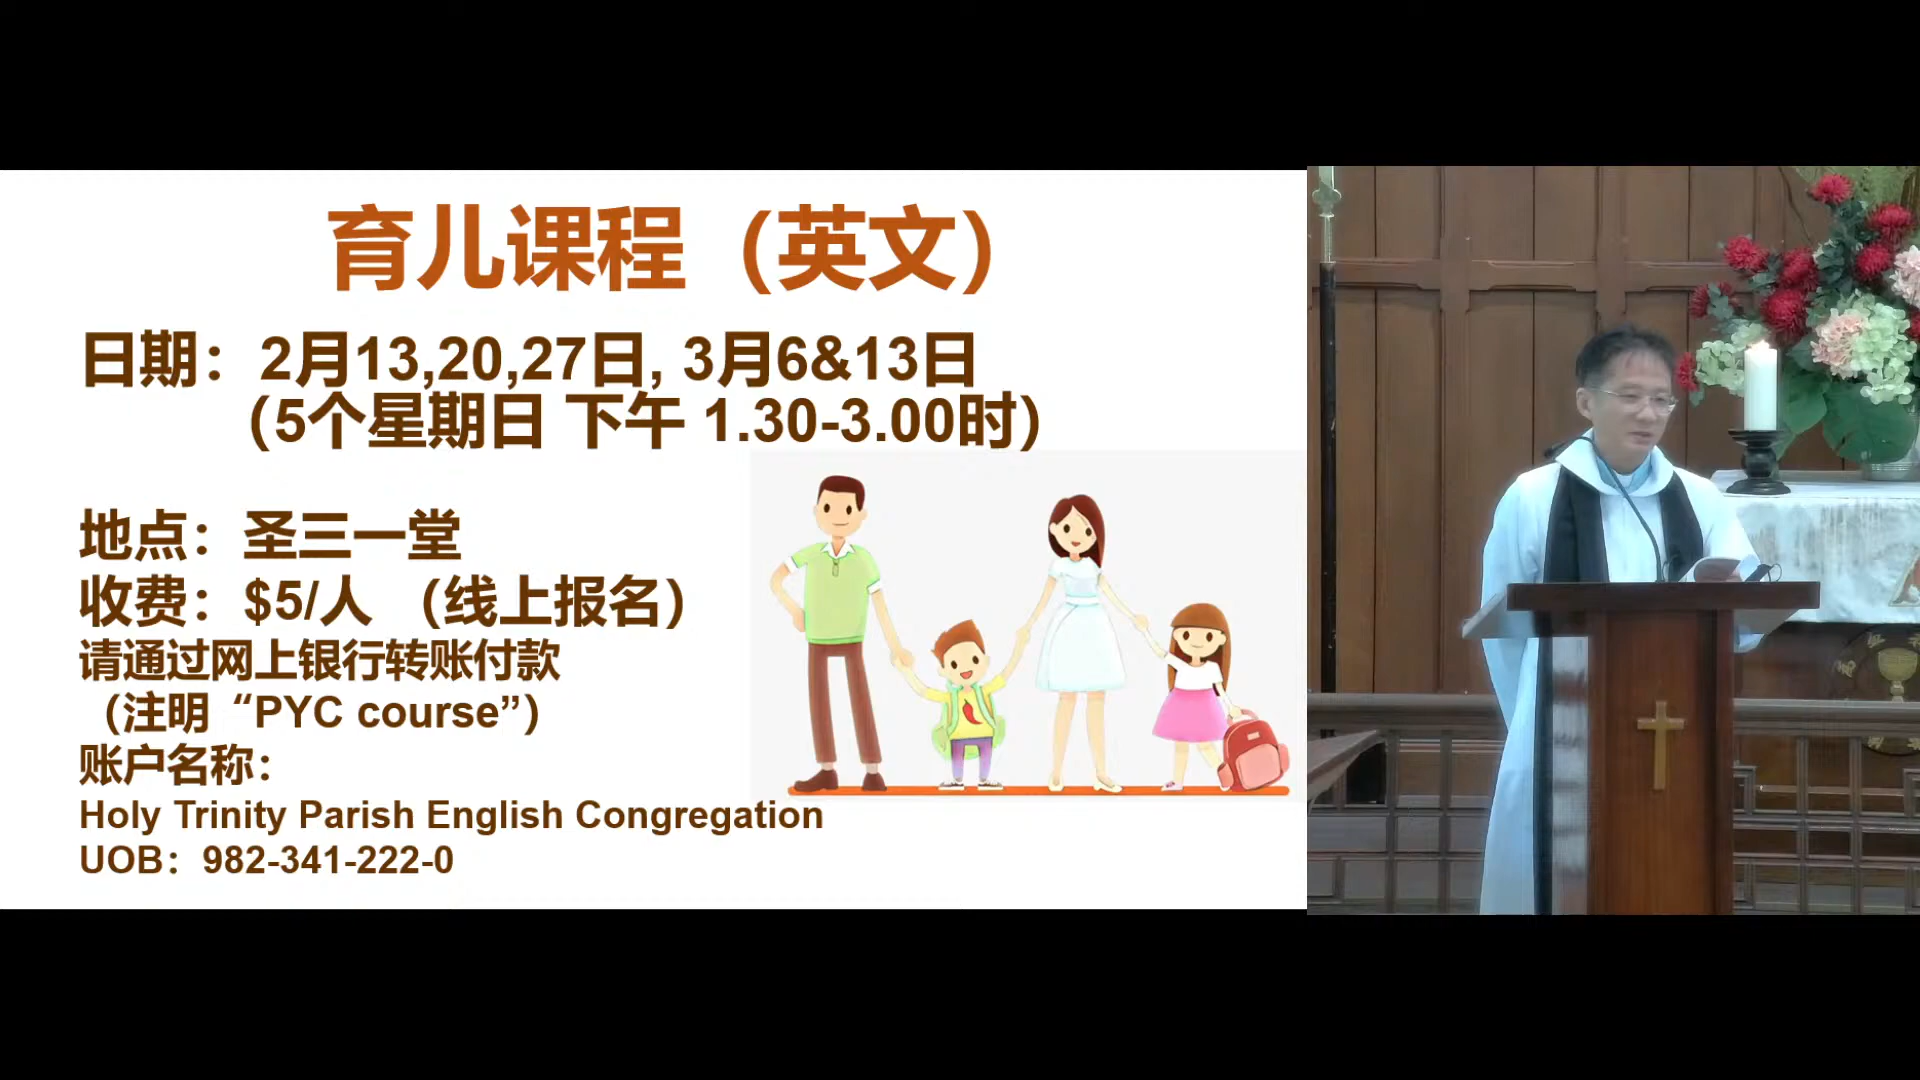 育儿课程（英文）
日期：2月13,20,27日, 3月6&13日
（5个星期日 下午 1.30-3.00时）
地点：圣三一堂
收费：$5/人 （线上报名）
请通过网上银行转账付款
（注明“PYC course”）
账户名称：
Holy Trinity Parish English Congregation
UOB：982-341-222-0